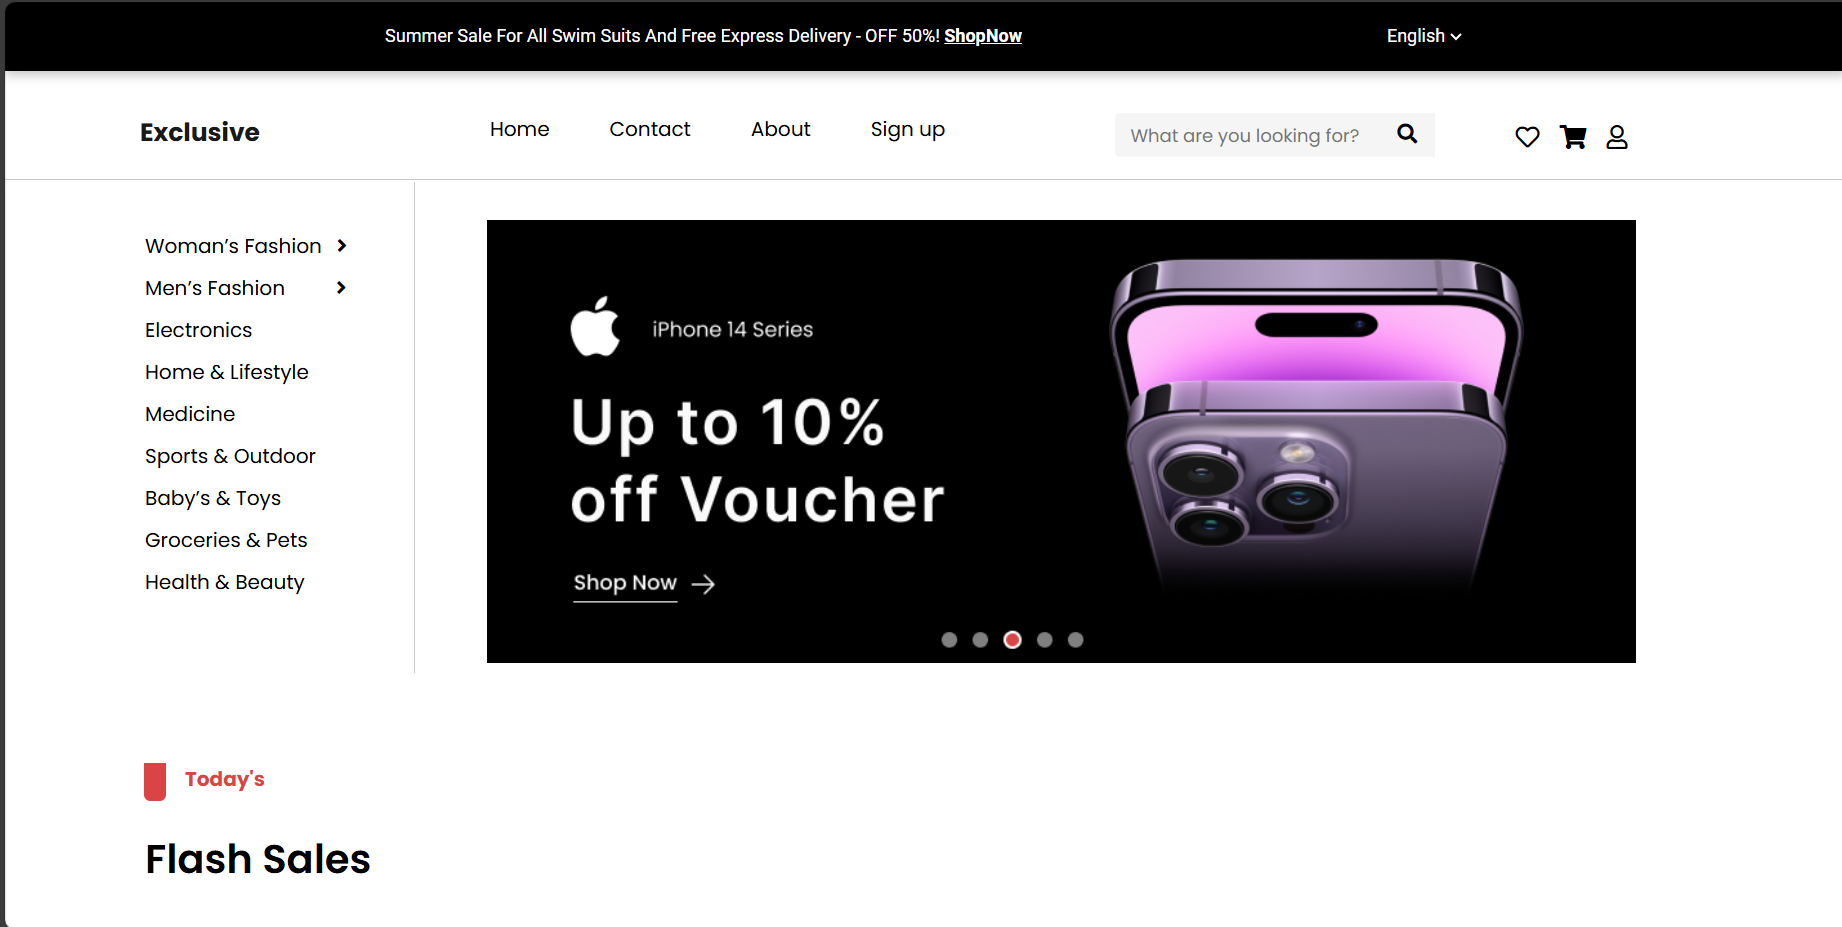 Summer Sale For All Swim Suits And Free Express Delivery - OFF 50%! ShopNow
English
Exclusive
Home
Contact
About
Sign up
What are you looking for?
Woman’s Fashion
Men’s Fashion
Electronics
Home & Lifestyle
Medicine
Sports & Outdoor
Baby’s & Toys
Groceries & Pets
Health & Beauty
iPhone 14 Series
Up to 10%
off Voucher
Shop Now
Today's
Flash Sales